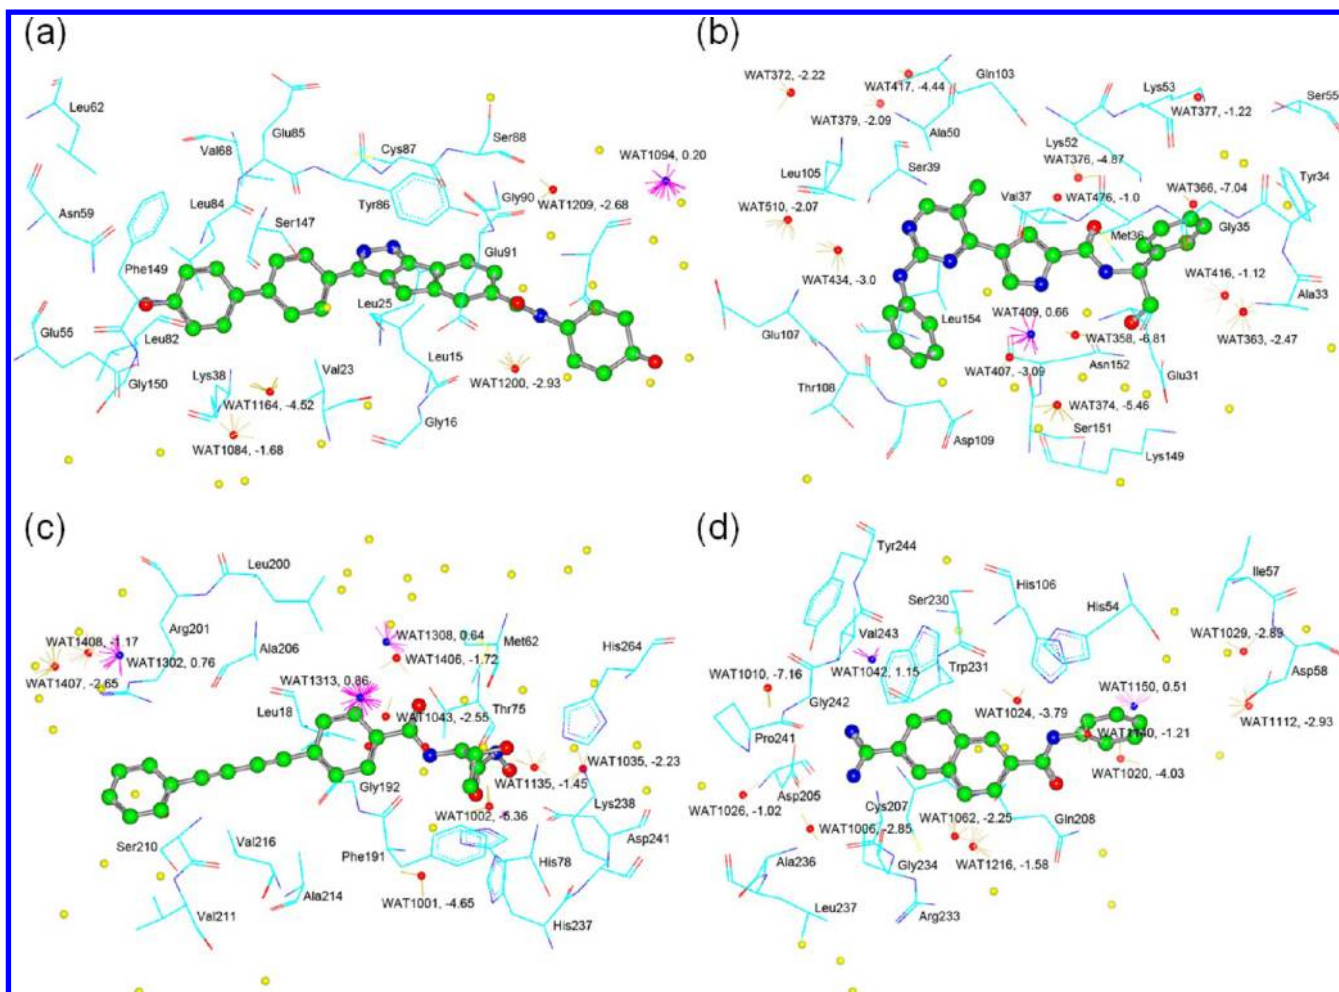 (a)
Leu62
Glu85
Ser88
Val68
Cys87
WAT1094, 0.20
Asn59
Leu84
Tyr86
Gly90
WAT1209, -2.68
Ser147
Phe149
Glu91
Leu25
Glu55
Leu82
Leu15
Gly150
Lys38
Val23
WAT1200, -2.93
WAT1164, -4.52
Gly16
WAT1084, -1.68
(b)
WAT372, -2.22
WAT417, -4.44
Gln103
Lys53
WAT377, -1.22
Ser55
WAT379, -2.09
Ala50
Lys52
WAT376, -4.87
Leu105
Ser39
Tyr34
Val37
WAT476, -1.0
WAT366, -7.04
WAT510, -2.07
Met36
Gly35
WAT434, -3.0
WAT416, -1.12
Ala33
Leu154
WAT409, 0.66
Glu107
WAT358, -6.81
WAT363, -2.47
WAT407, -3.09
Asn152
Glu31
Thr108
WAT374, -5.46
Ser151
Asp109
Lys149
(c)
Leu200
Arg201
WAT1408, -1.17
WAT1308, 0.64
Met62
WAT1302, 0.76
Ala206
WAT1406, -1.72
His264
WAT1407, -2.65
WAT1313, 0.86
Leu18
WAT1043, -2.55
Thr75
WAT1035, -2.23
Gly192
WAT1135, -1.45
Lys238
WAT1002, -5.36
Asp241
Ser210
Val216
Phe191
His78
WAT1001, -4.65
Ala214
Val211
His237
(d)
Tyr244
Ile57
His106
Ser230
His54
WAT1029, -2.89
Val243
WAT1042, 1.15
Trp231
Asp58
WAT1010, -7.16
Gly242
WAT1150, 0.51
WAT1024, -3.79
WAT1112, -2.93
Pro241
WAT1140, -1.21
WAT1020, -4.03
Asp205
WAT1026, -1.02
Cys207
WAT1062, -2.25
Gln208
WAT1006, -2.85
WAT1216, -1.58
Ala236
Gly234
Leu237
Arg233